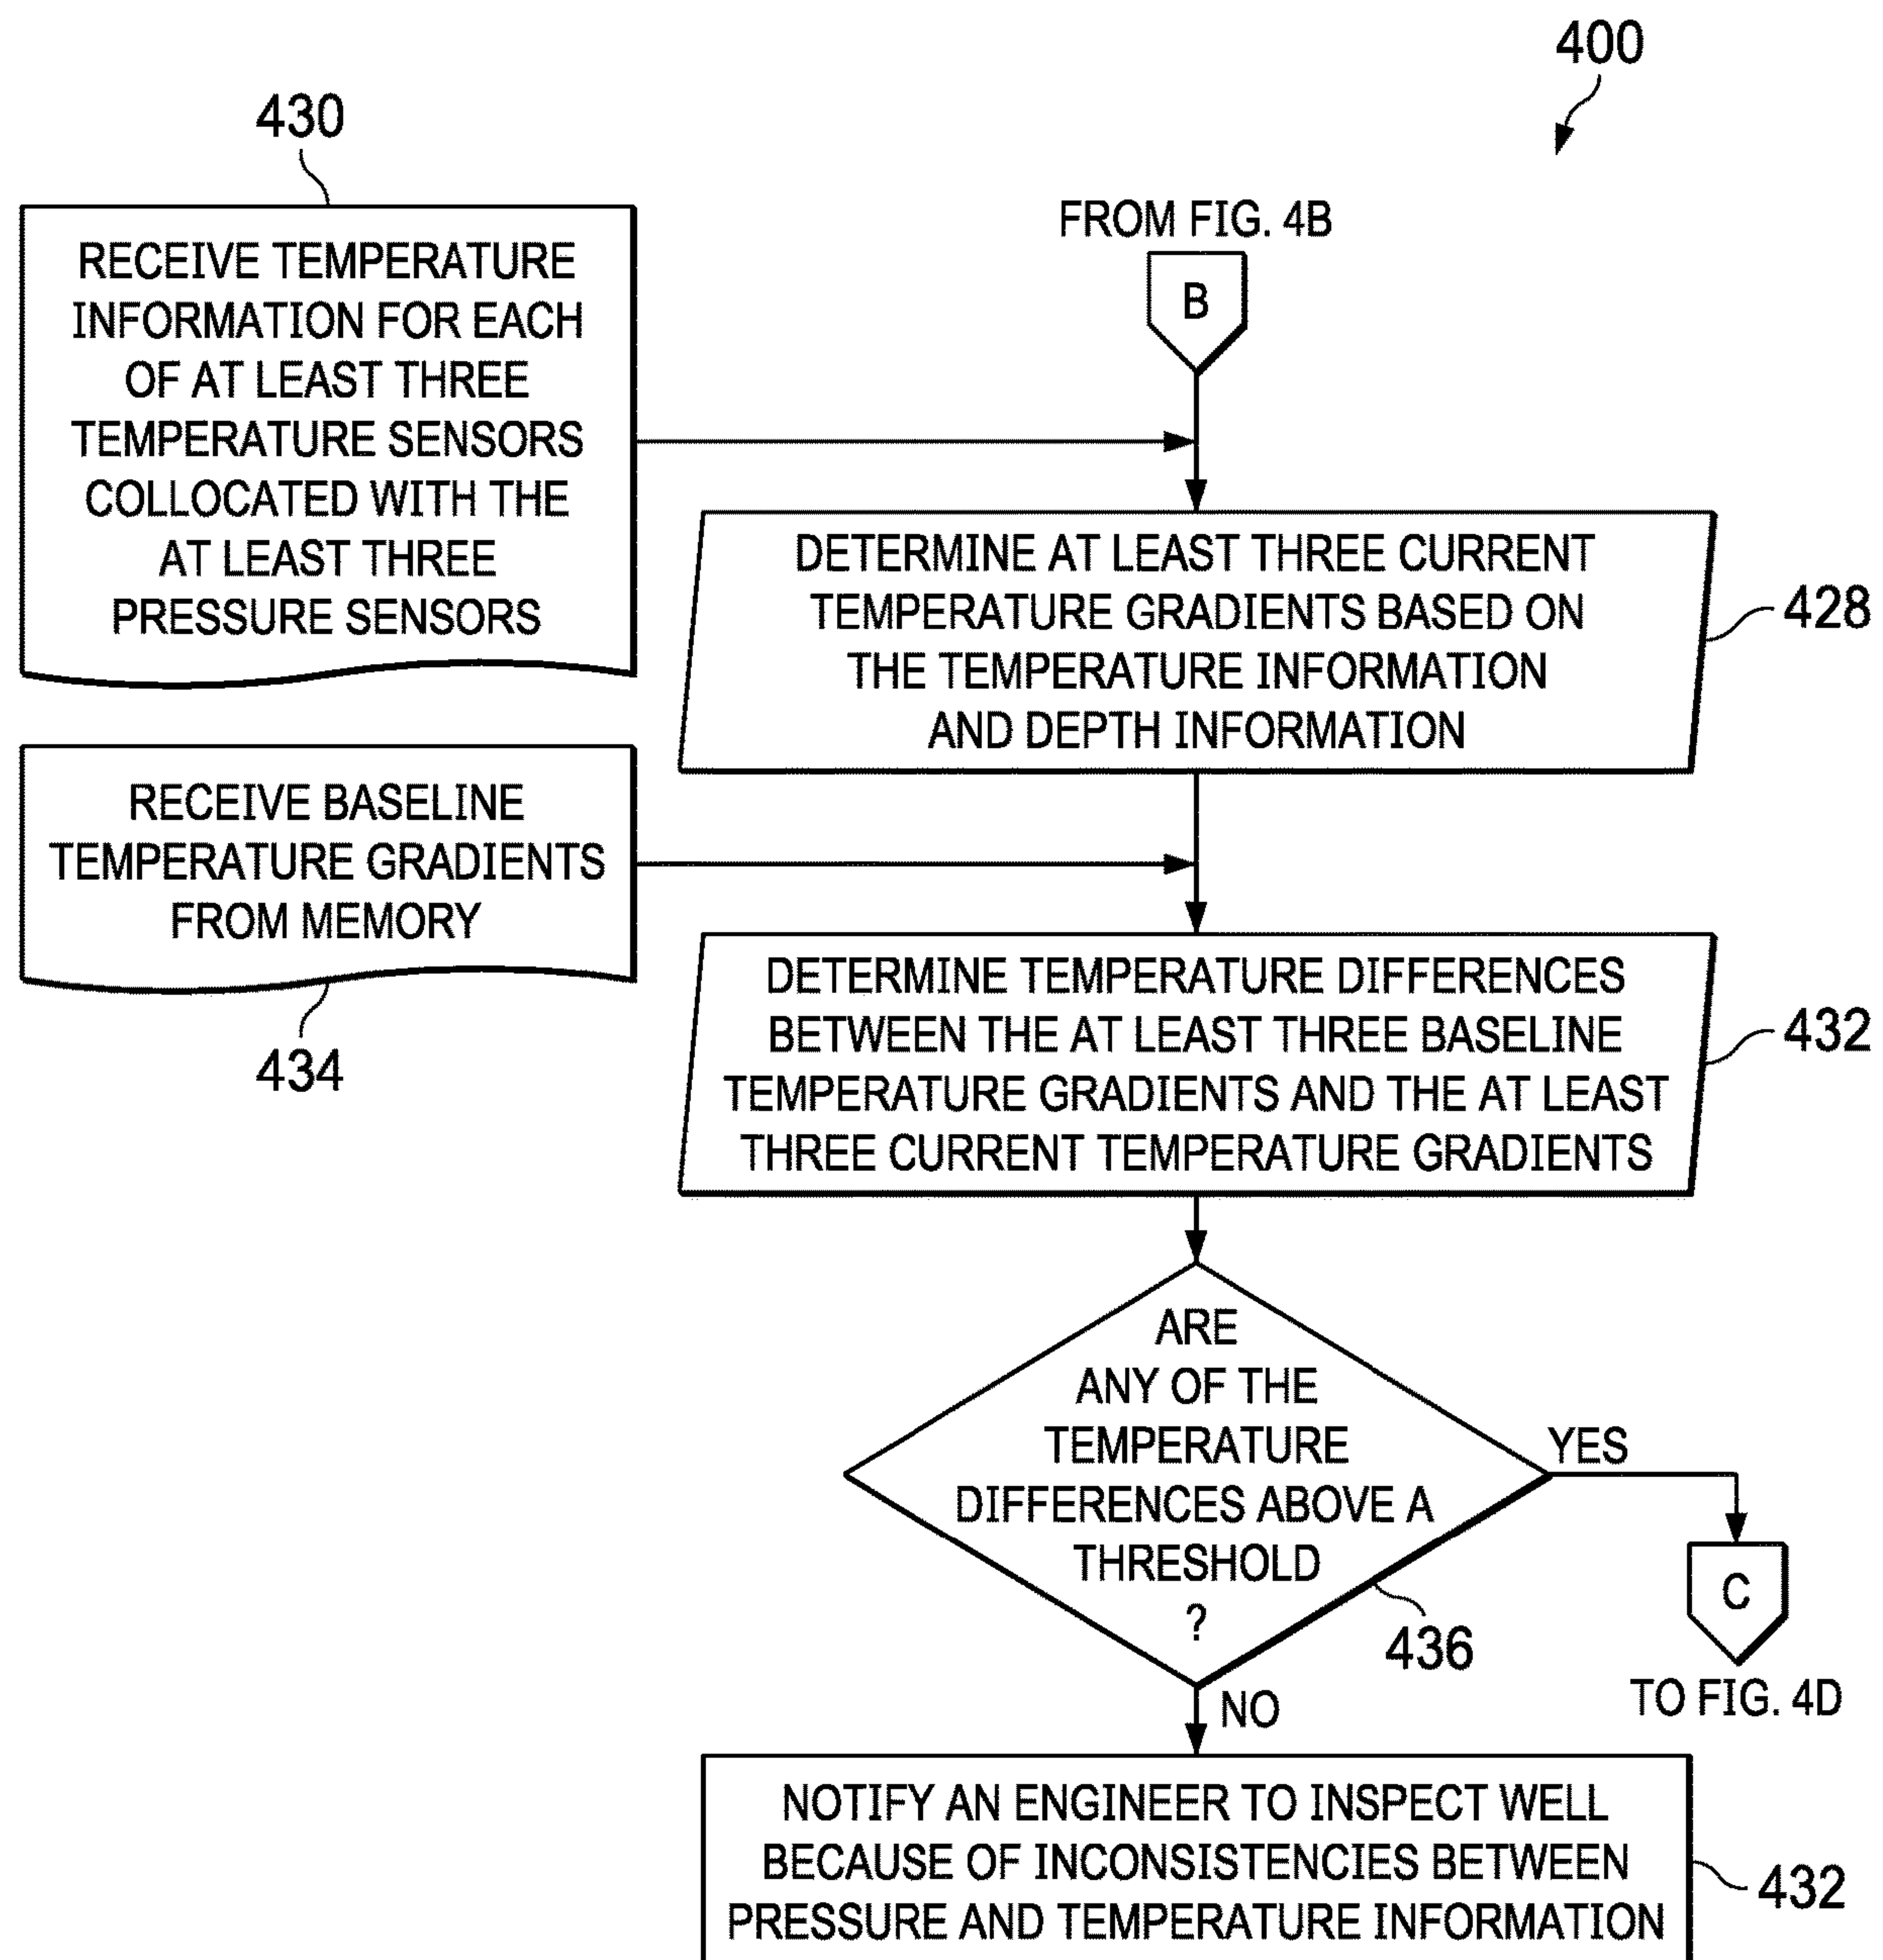 400
430
RECEIVE TEMPERATURE
INFORMATION FOR EACH
OF AT LEAST THREE
TEMPERATURE SENSORS
COLLOCATED WITH THE
AT LEAST THREE
PRESSURE SENSORS
FROM FIG. 4B
B
DETERMINE AT LEAST THREE CURRENT
TEMPERATURE GRADIENTS BASED ON
THE TEMPERATURE INFORMATION
AND DEPTH INFORMATION
428
RECEIVE BASELINE
TEMPERATURE GRADIENTS
FROM MEMORY
434
DETERMINE TEMPERATURE DIFFERENCES
BETWEEN THE AT LEAST THREE BASELINE
TEMPERATURE GRADIENTS AND THE AT LEAST
THREE CURRENT TEMPERATURE GRADIENTS
432
ARE
ANY OF THE
TEMPERATURE
DIFFERENCES ABOVE A
THRESHOLD
?
436
YES
C
TO FIG. 4D
NO
NOTIFY AN ENGINEER TO INSPECT WELL
BECAUSE OF INCONSISTENCIES BETWEEN
PRESSURE AND TEMPERATURE INFORMATION
432